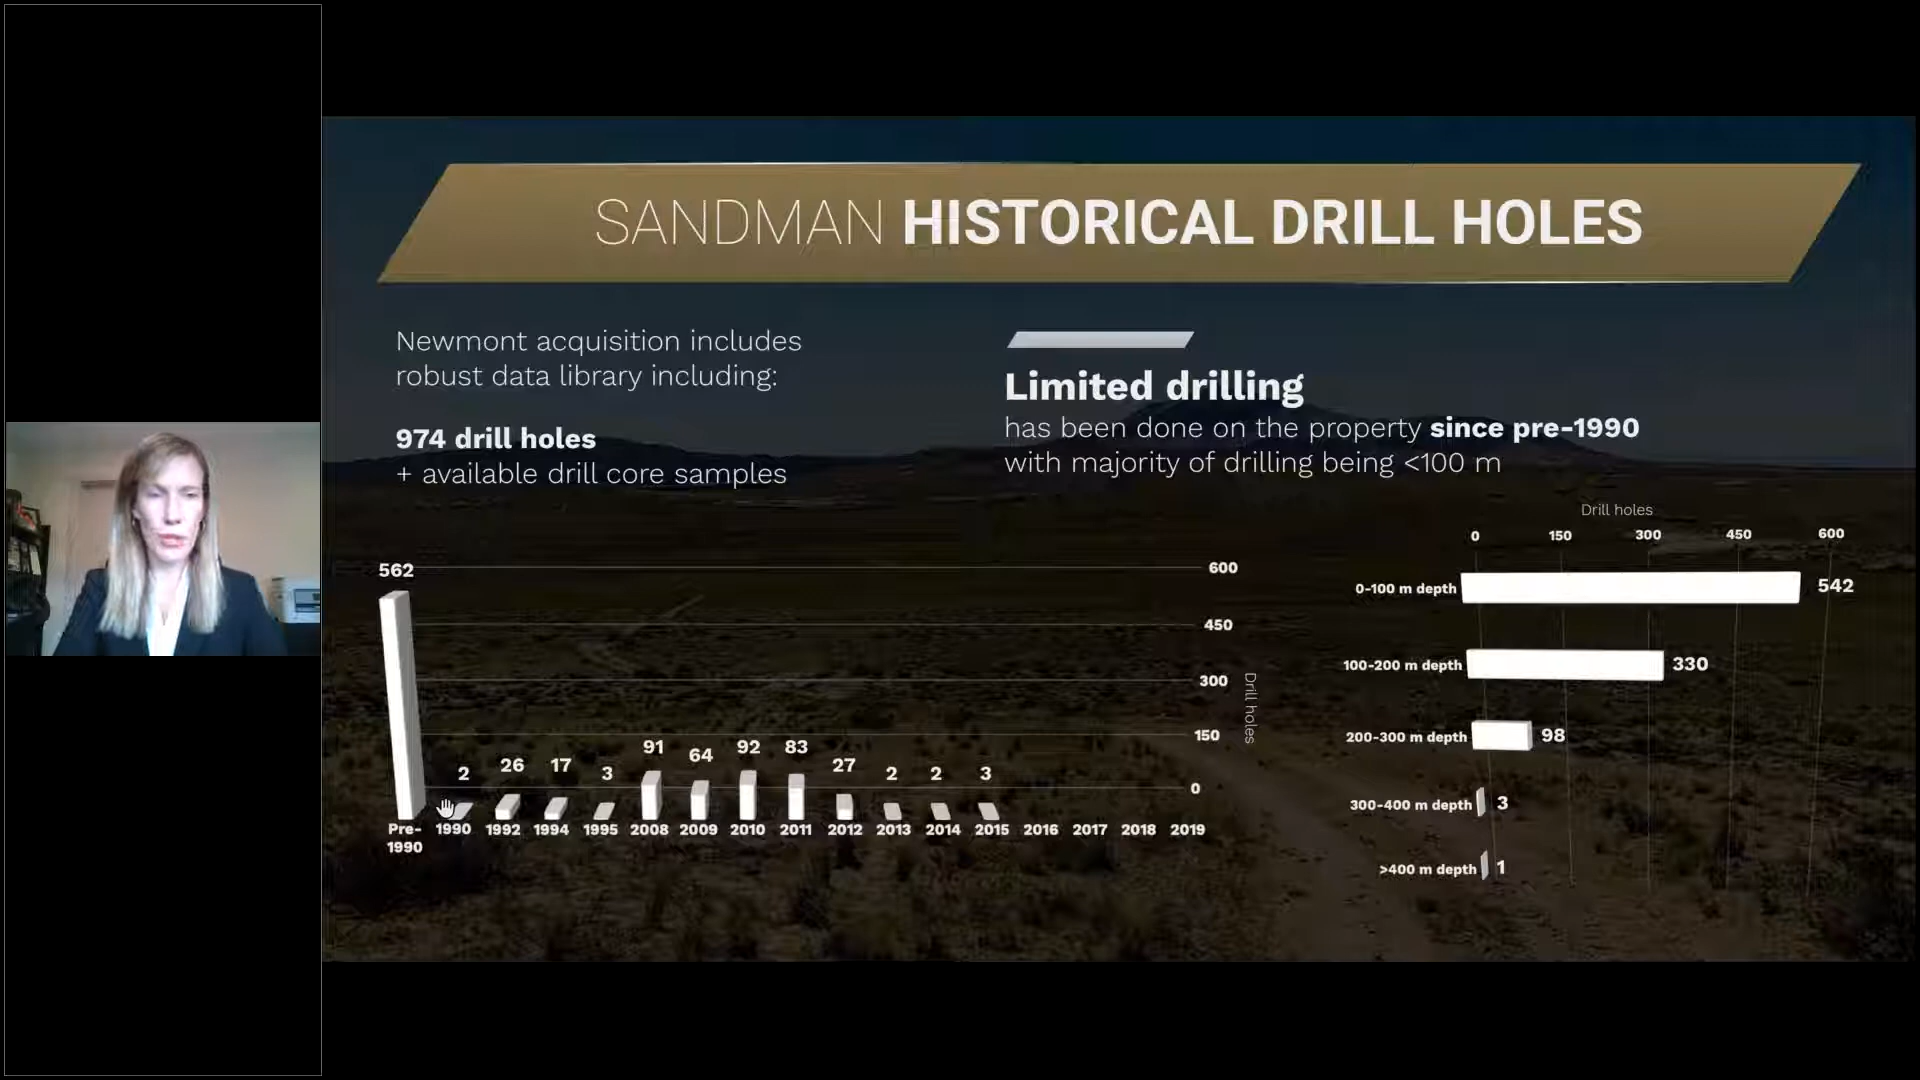 SANDMAN HISTORICAL DRILL HOLES
Newmont acquisition includes
robust data library including:
974 drill holes
+ available drill core samples
Limited drilling
has been done on the property since pre-1990
with majority of drilling being <100 m
562
600
450
300
150
0
Drill holes
2
26
17
3
91
64
92
83
27
2
2
3
Pre-
1990
1990
1992
1994
1995
2008
2009
2010
2011
2012
2013
2014
2015
2016
2017
2018
2019
Drill holes
0
150
300
450
600
0-100 m depth
542
100-200 m depth
330
200-300 m depth
98
300-400 m depth
3
>400 m depth
1